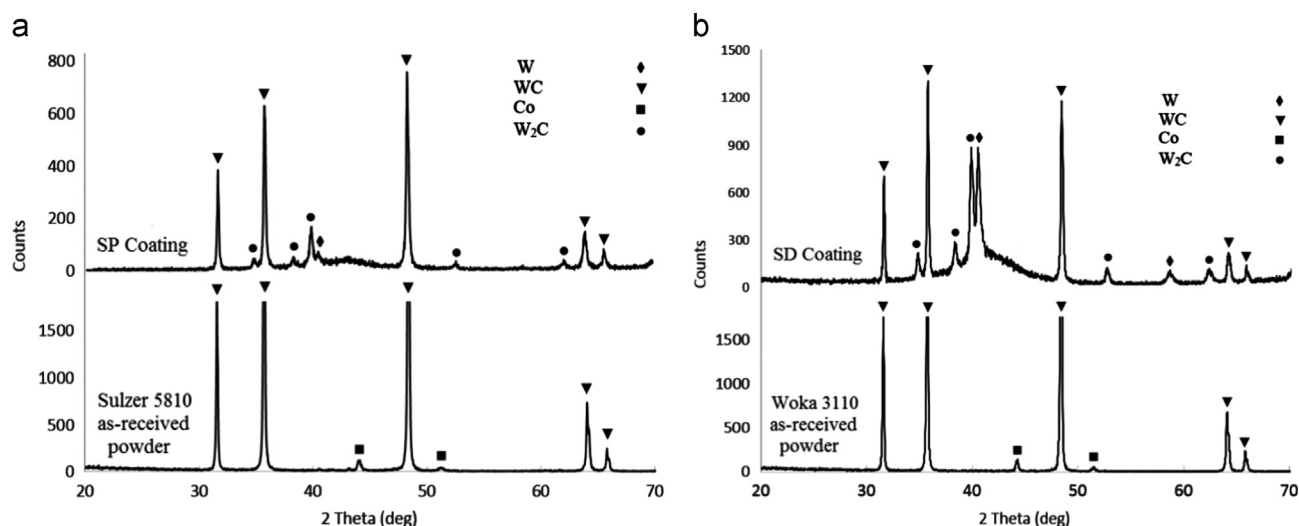 a
800
600
400
200
0
Counts
W
WC
Co
W₂C
SP Coating
1500
1000
500
0
Counts
Sulzer 5810
as-received
powder
20 30 40 50 60 70
2 Theta (deg)
b
1500
1200
900
600
300
0
Counts
W
WC
Co
W₂C
SD Coating
1500
1000
500
0
Counts
Woka 3110
as-received
powder
20 30 40 50 60 70
2 Theta (deg)